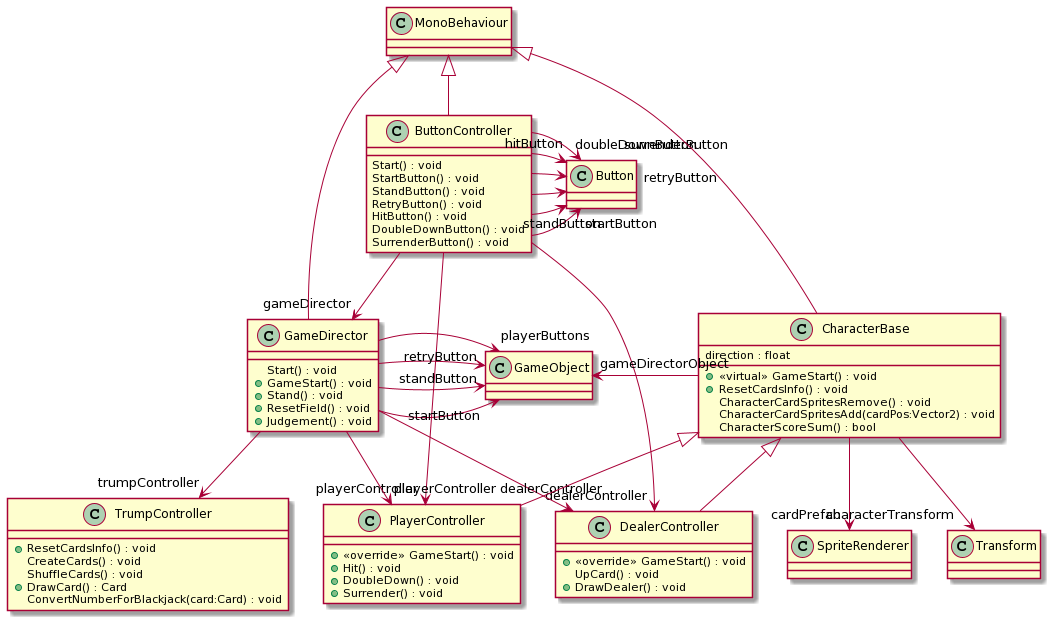 C MonoBehaviour
C ButtonController
Start() : void
StartButton() : void
StandButton() : void
RetryButton() : void
HitButton() : void
DoubleDownButton() : void
SurrenderButton() : void
hitButton
doubleDownButton
surrenderButton
C Button
retryButton
standButton
startButton
gameDirector
C GameDirector
Start() : void
GameStart() : void
Stand() : void
ResetField() : void
Judgement() : void
playerButtons
retryButton
standButton
startButton
C GameObject
gameDirectorObject
C CharacterBase
direction : float
«virtual» GameStart() : void
ResetCardsInfo() : void
CharacterCardSpritesRemove() : void
CharacterCardSpritesAdd(cardPos:Vector2) : void
CharacterScoreSum() : bool
trumpController
playerController
playerController
dealerController
dealerController
cardPrefab
characterTransform
C TrumpController
ResetCardsInfo() : void
CreateCards() : void
ShuffleCards() : void
DrawCard() : Card
ConvertNumberForBlackjack(card:Card) : void
C PlayerController
«override» GameStart() : void
Hit() : void
DoubleDown() : void
Surrender() : void
C DealerController
«override» GameStart() : void
UpCard() : void
DrawDealer() : void
C SpriteRenderer
C Transform